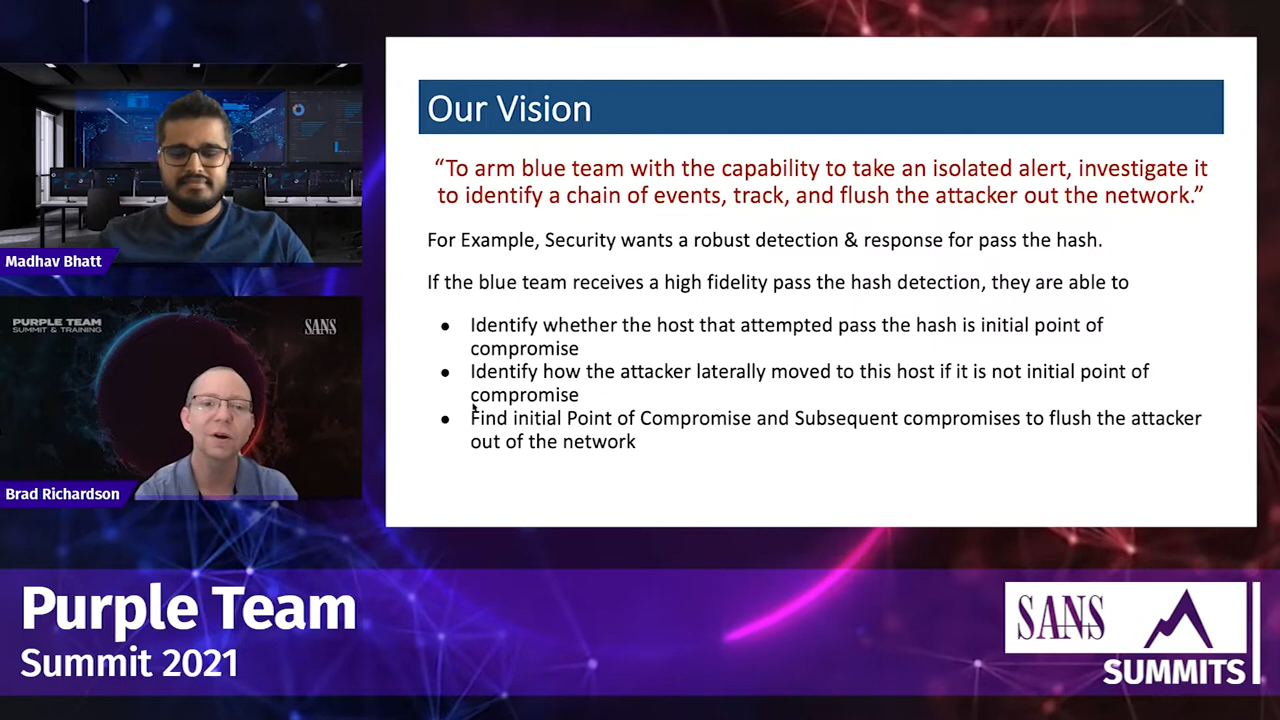 Our Vision
“To arm blue team with the capability to take an isolated alert, investigate it
to identify a chain of events, track, and flush the attacker out the network.”
For Example, Security wants a robust detection & response for pass the hash.
If the blue team receives a high fidelity pass the hash detection, they are able to
● Identify whether the host that attempted pass the hash is initial point of
compromise
● Identify how the attacker laterally moved to this host if it is not initial point of
compromise
● Find initial Point of Compromise and Subsequent compromises to flush the attacker
out of the network
Madhav Bhatt
PURPLE TEAM
SUMMIT & TRAINING
SANS
Brad Richardson
Purple Team
Summit 2021
SANS
SUMMITS